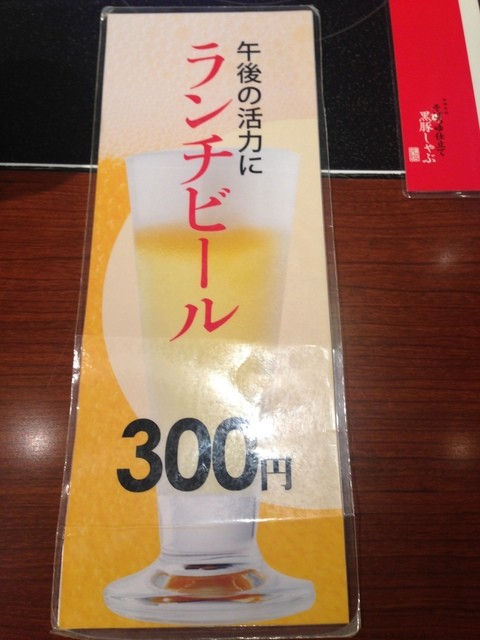 午後の活力に
ランチビール
300円
黒豚しゃぶ